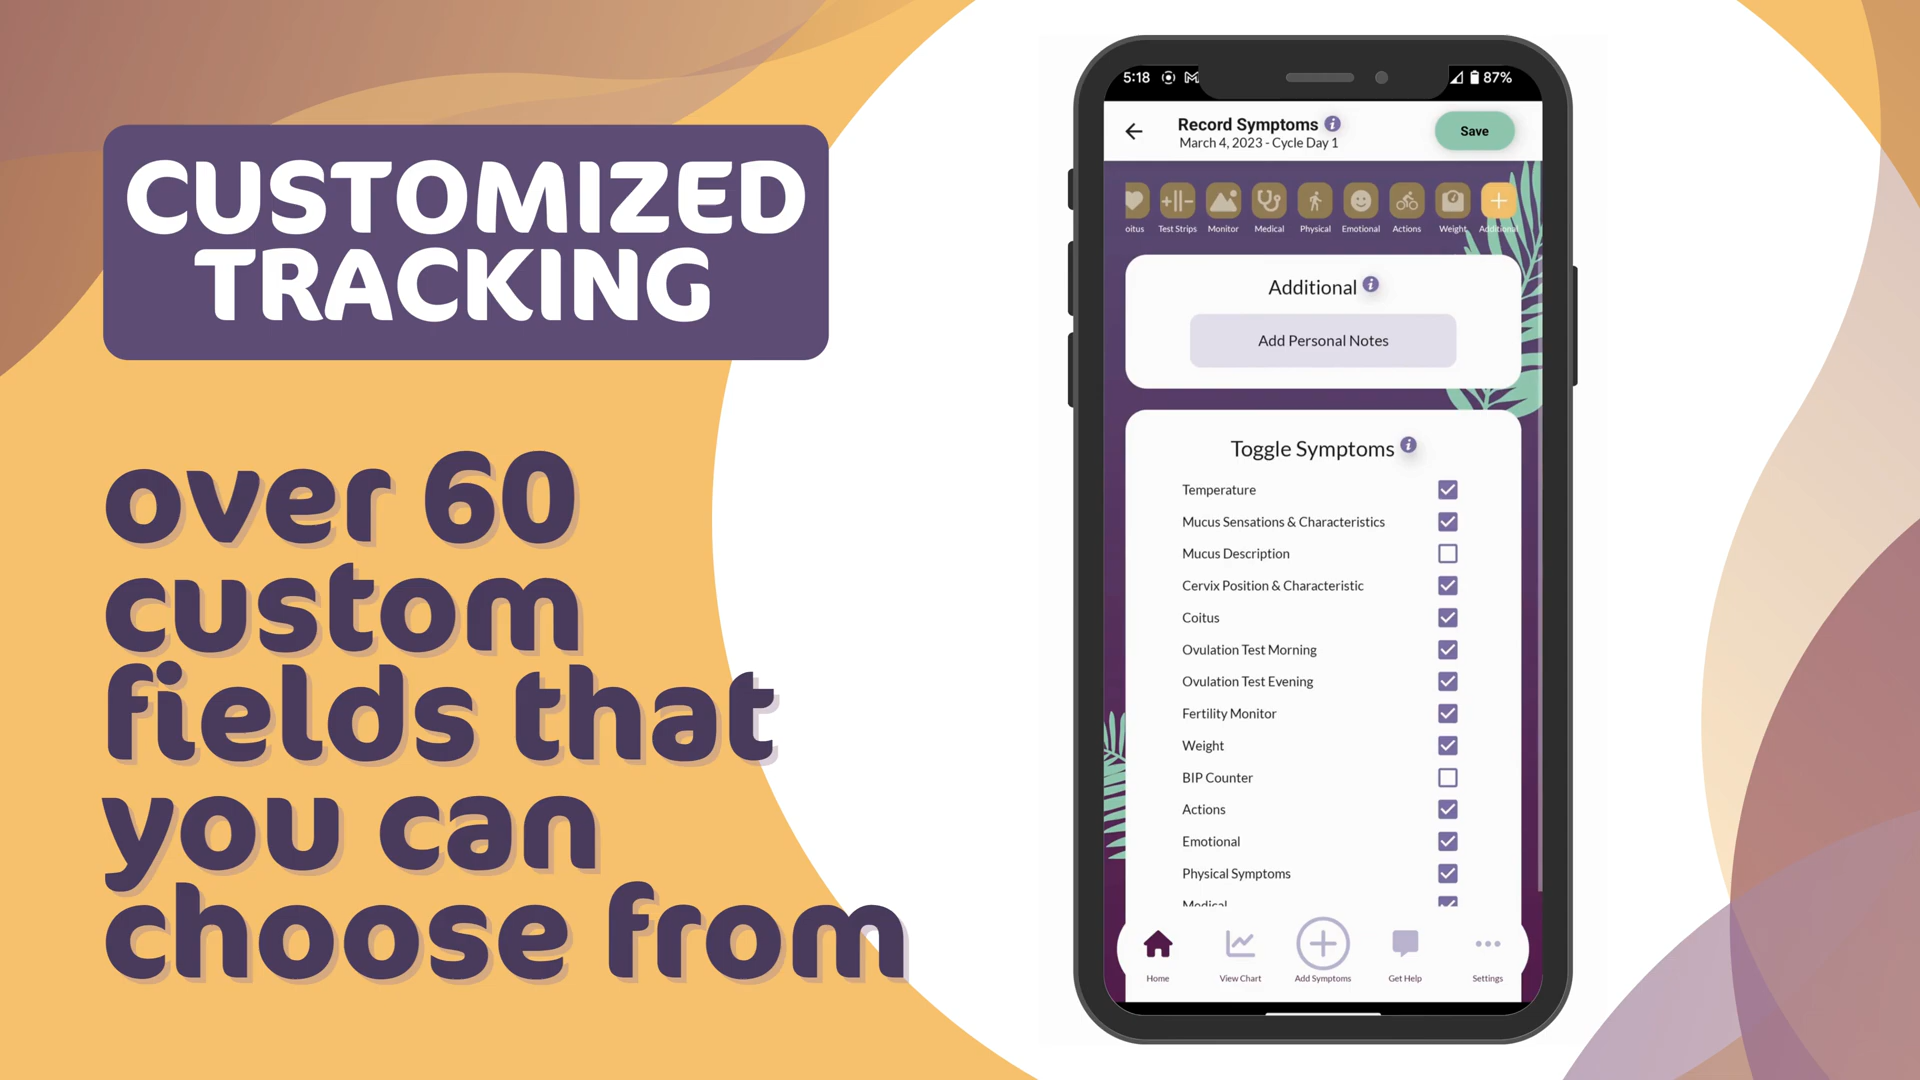 CUSTOMIZED
TRACKING
over 60
custom
fields that
you can
choose from
5:18
87%
Record Symptoms
March 4, 2023 - Cycle Day 1
Save
oitus
Test Strips
Monitor
Medical
Physical
Emotional
Actions
Weight
Additional
Additional
Add Personal Notes
Toggle Symptoms
Temperature
Mucus Sensations & Characteristics
Mucus Description
Cervix Position & Characteristic
Coitus
Ovulation Test Morning
Ovulation Test Evening
Fertility Monitor
Weight
BIP Counter
Actions
Emotional
Physical Symptoms
Medical
Home
View Chart
Add Symptoms
Get Help
Settings